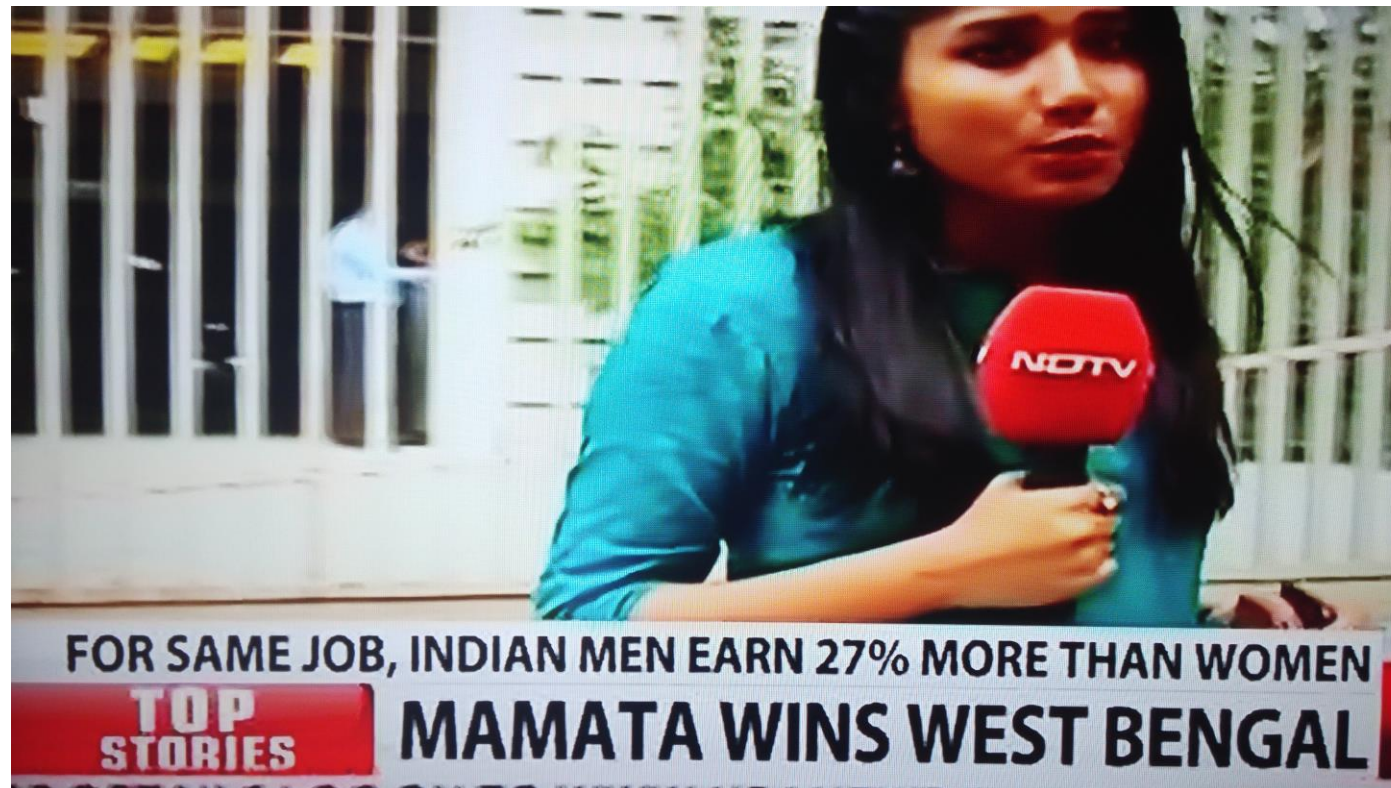 NDTV
FOR SAME JOB, INDIAN MEN EARN 27% MORE THAN WOMEN
TOP
STORIES
MAMATA WINS WEST BENGAL